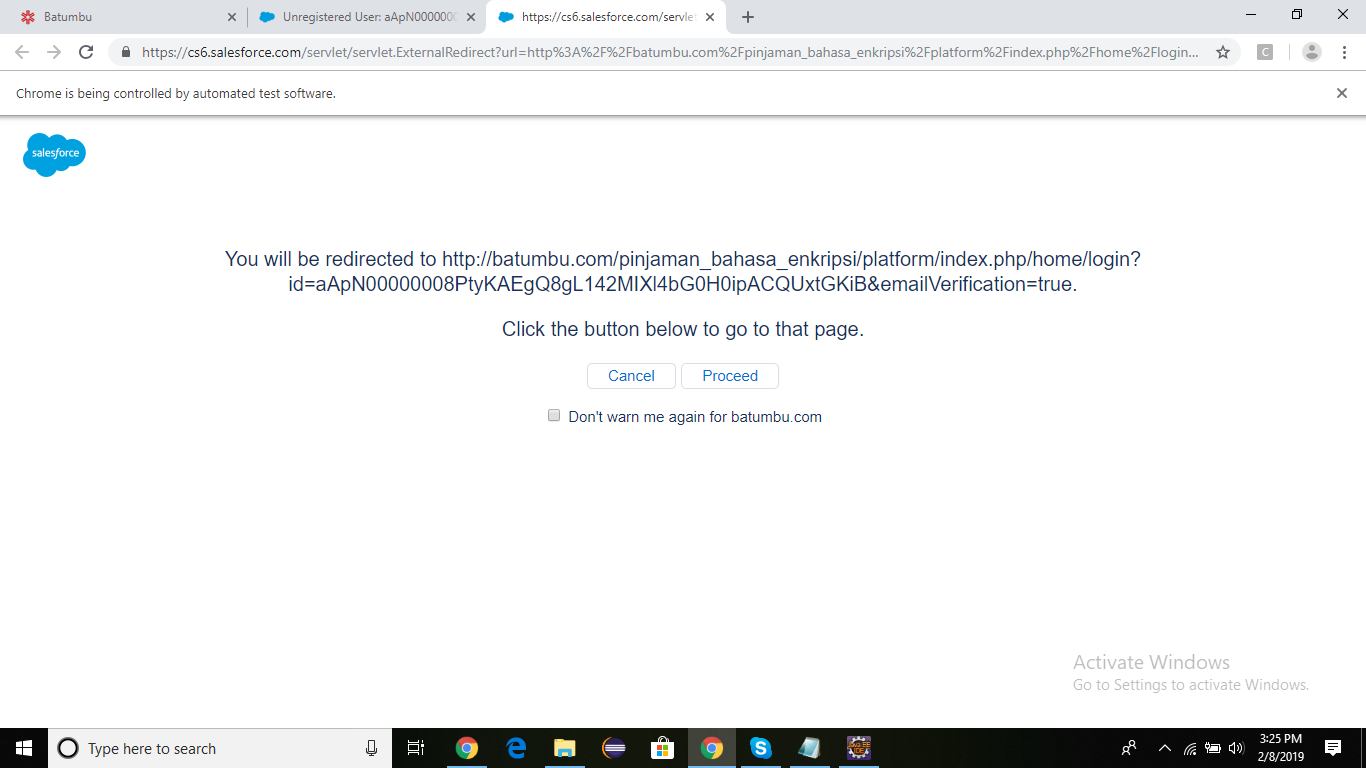 Batumbu
Unregistered User: aApN000000
https://cs6.salesforce.com/servlet
https://cs6.salesforce.com/servlet/servlet.ExternalRedirect?url=http%3A%2F%2Fbatumbu.com%2Fpinjaman_bahasa_enkripsi%2Fplatform%2Findex.php%2Fhome%2Flogin...
C
Chrome is being controlled by automated test software.
salesforce
You will be redirected to http://batumbu.com/pinjaman_bahasa_enkripsi/platform/index.php/home/login?
id=aApN00000008PtyKAEgQ8gL142MIXl4bG0H0ipACQUxtGKiB&emailVerification=true.
Click the button below to go to that page.
Cancel Proceed
Don't warn me again for batumbu.com
Activate Windows
Go to Settings to activate Windows.
Type here to search
3:25 PM
2/8/2019